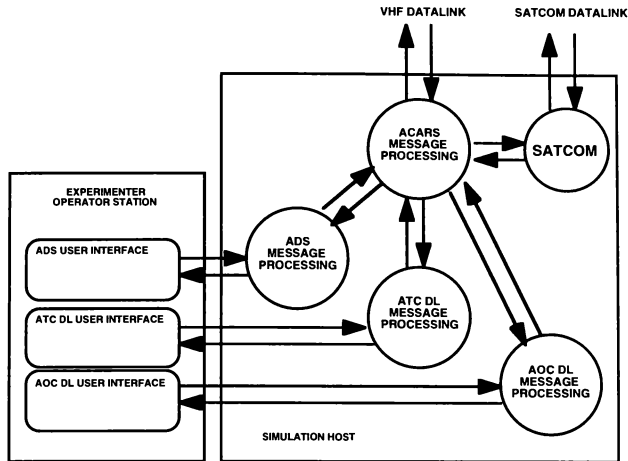 VHF DATALINK
SATCOM DATALINK
ACARS
MESSAGE
PROCESSING
SATCOM
EXPERIMENTER
OPERATOR STATION
ADS USER INTERFACE
ADS
MESSAGE
PROCESSING
ATC DL USER INTERFACE
ATC DL
MESSAGE
PROCESSING
AOC DL USER INTERFACE
AOC DL
MESSAGE
PROCESSING
SIMULATION HOST